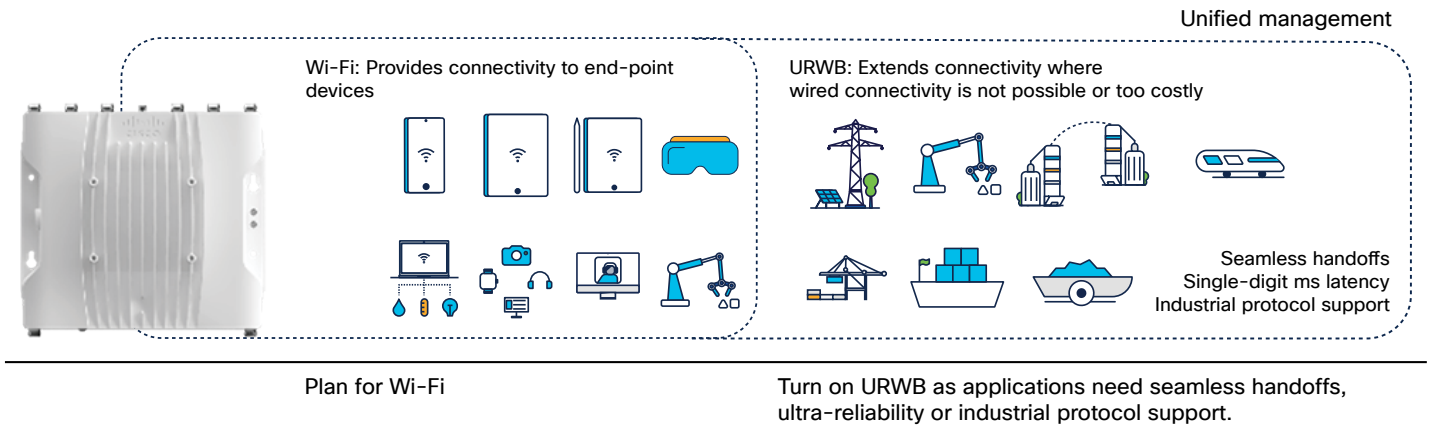 Unified management
Wi-Fi: Provides connectivity to end-point
devices
URWB: Extends connectivity where
wired connectivity is not possible or too costly
Seamless handoffs
Single-digit ms latency
Industrial protocol support
Plan for Wi-Fi
Turn on URWB as applications need seamless handoffs,
ultra-reliability or industrial protocol support.